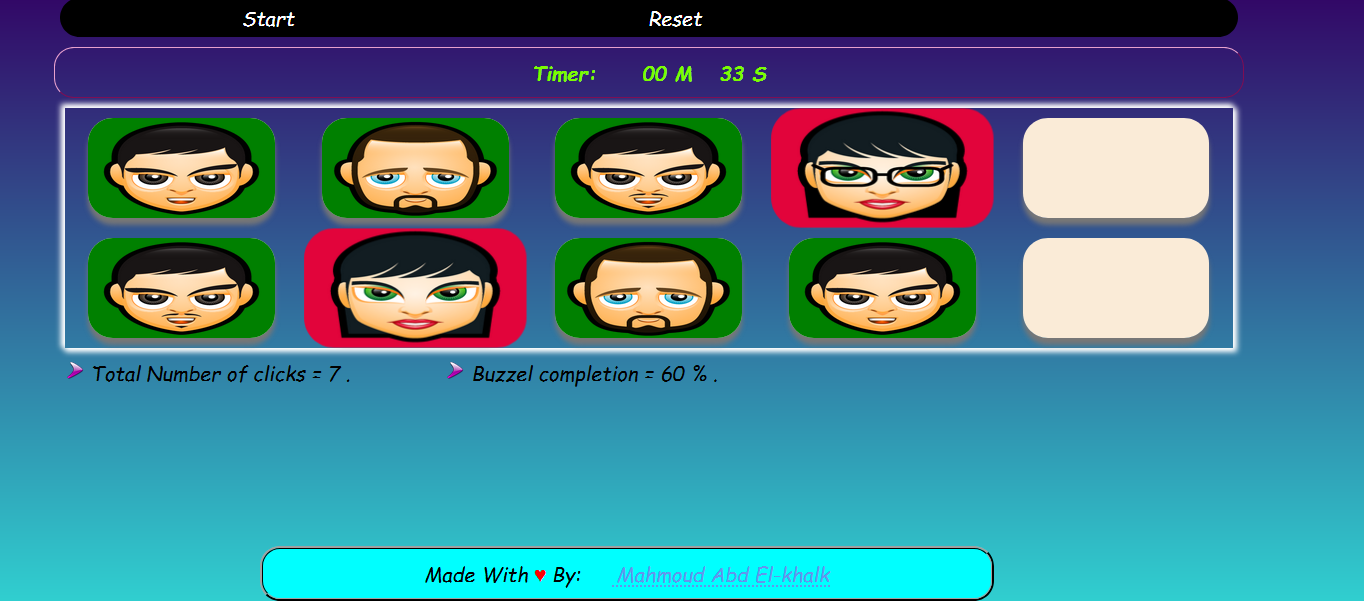 Start Reset
Timer: 00 M 33 S
Total Number of clicks = 7 . Buzzel completion = 60 % .
Made With ♥ By: Mahmoud Abd El-khalk